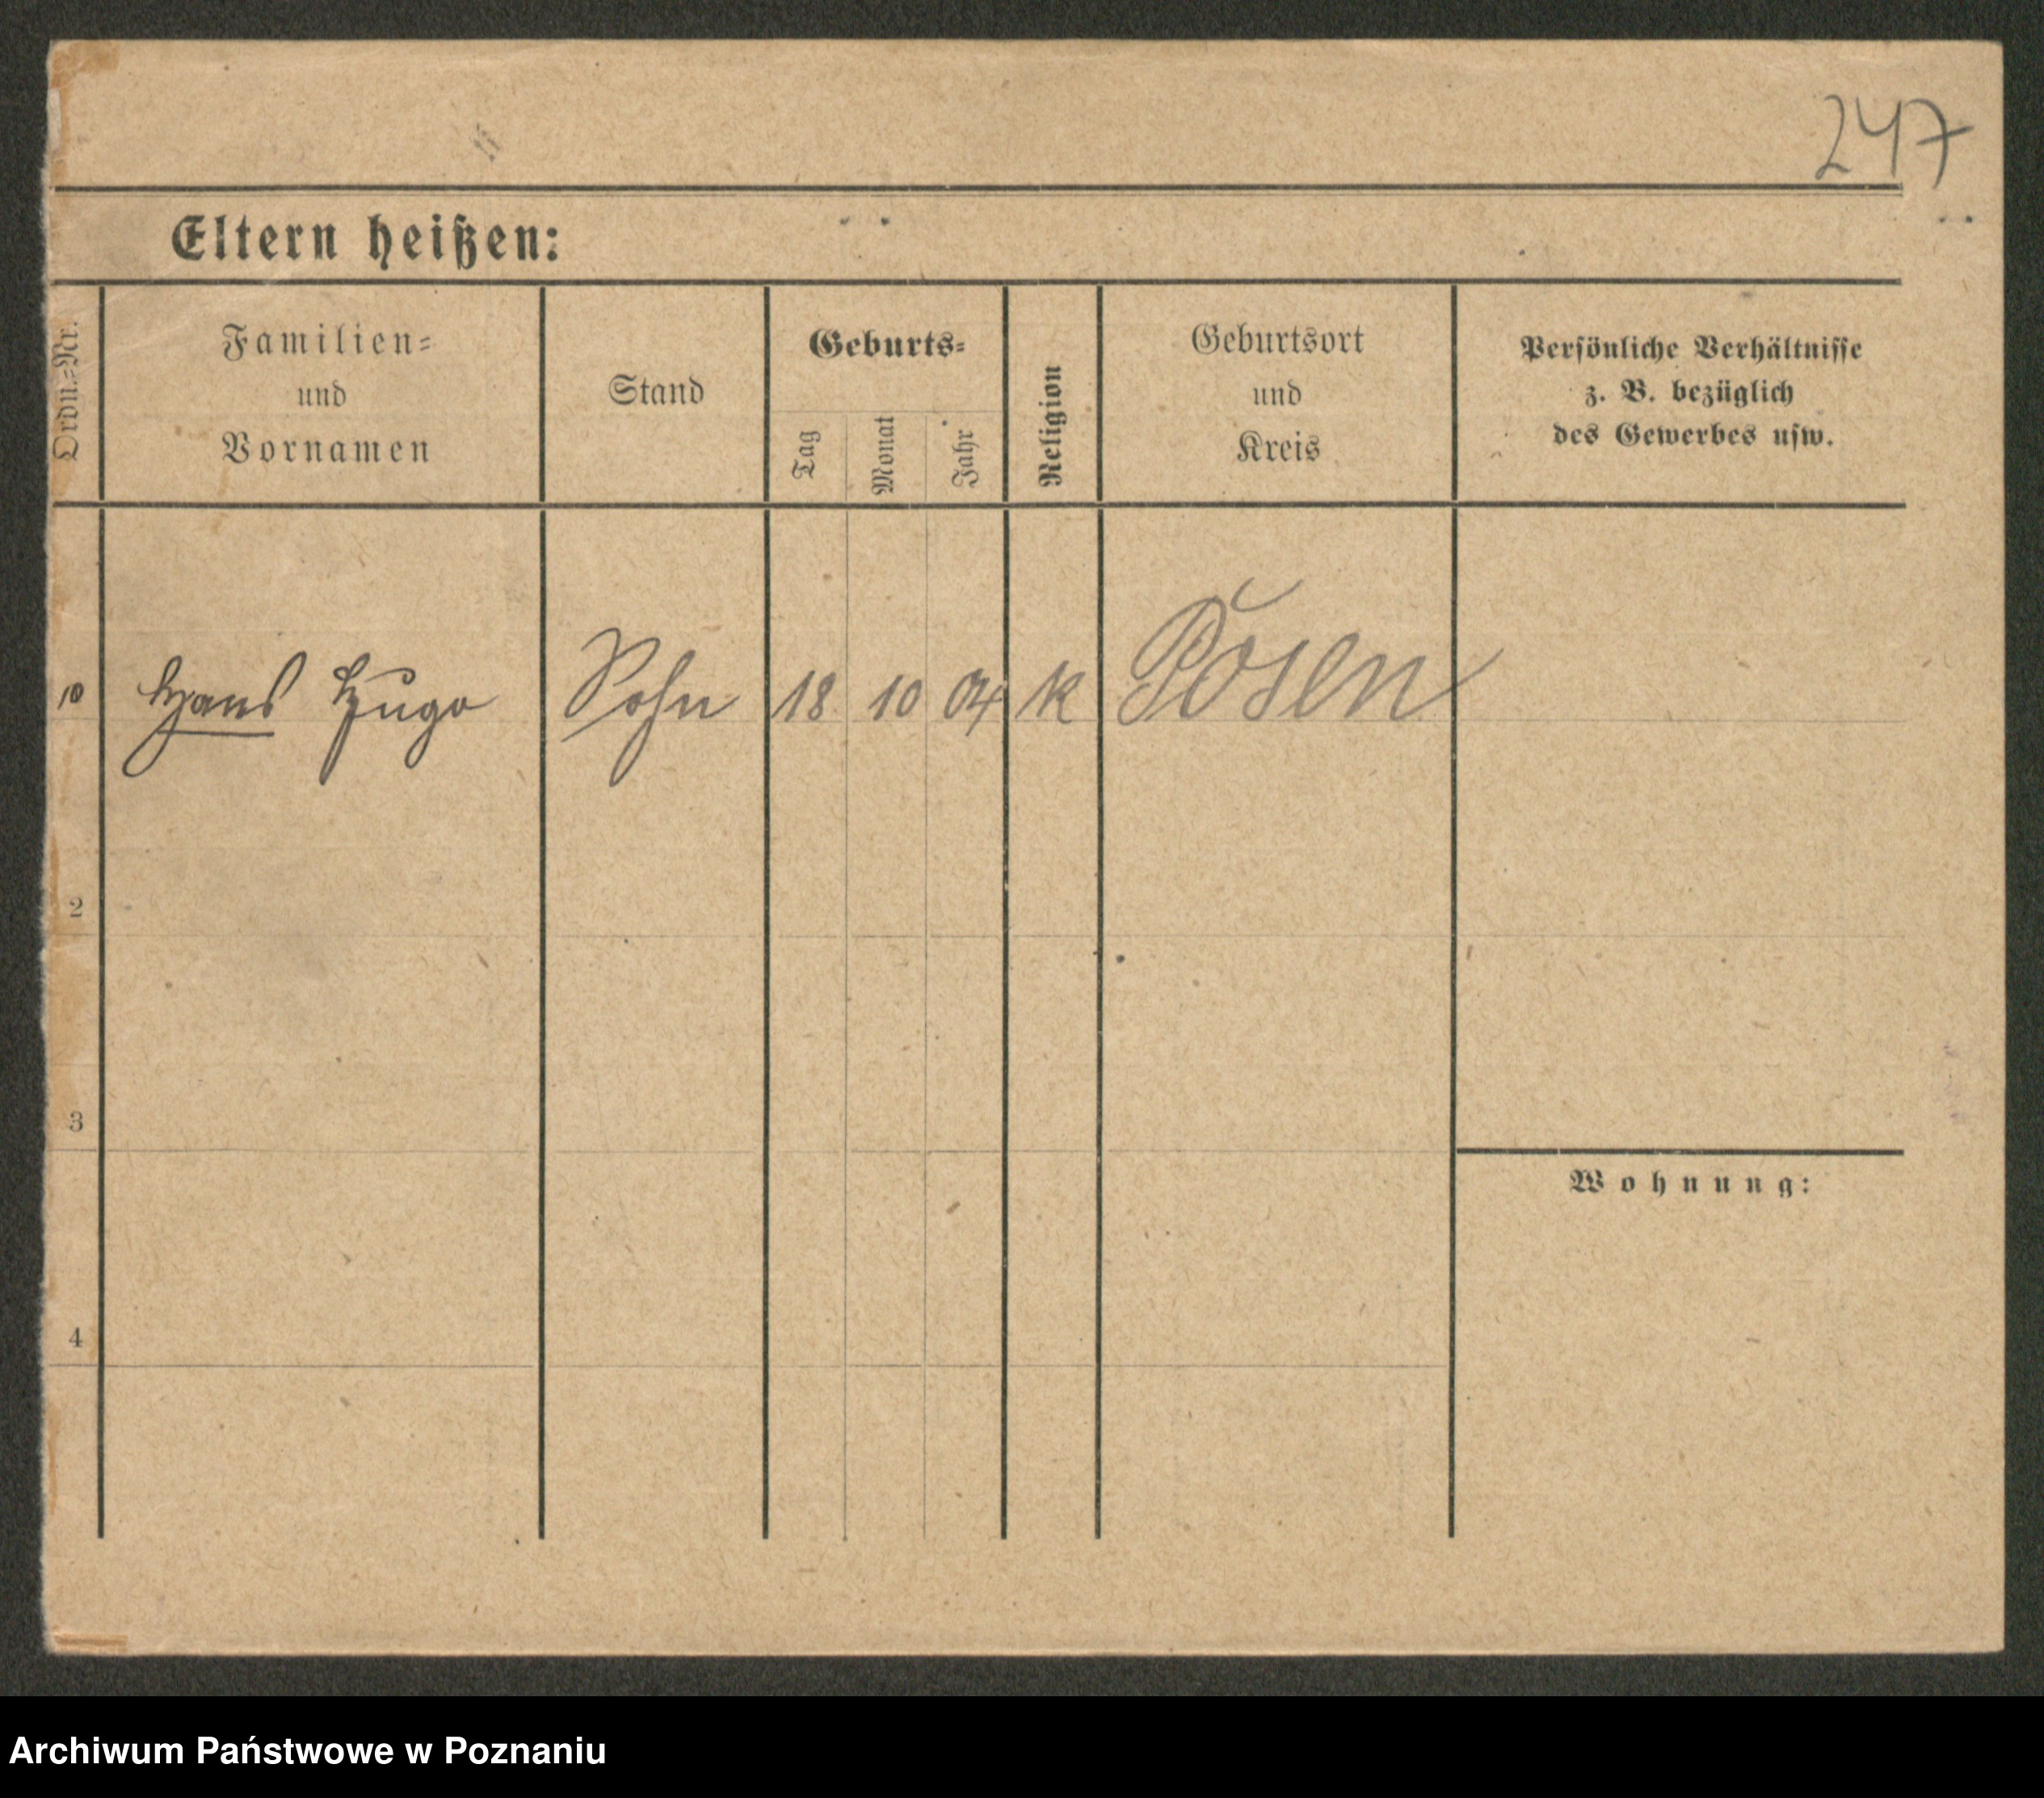 247
Eltern heißen:
Ordn.=Nr.
Familien=
und
Vornamen
Stand
Geburts=
Tag
Monat
Jahr
Religion
Geburtsort
und
Kreis
Persönliche Verhältnisse
z. B. bezüglich
des Gewerbes usw.
10 Hans Hugo Sohn 18 10 04 K Posen
2
3
Wohnung:
4
Archiwum Państwowe w Poznaniu